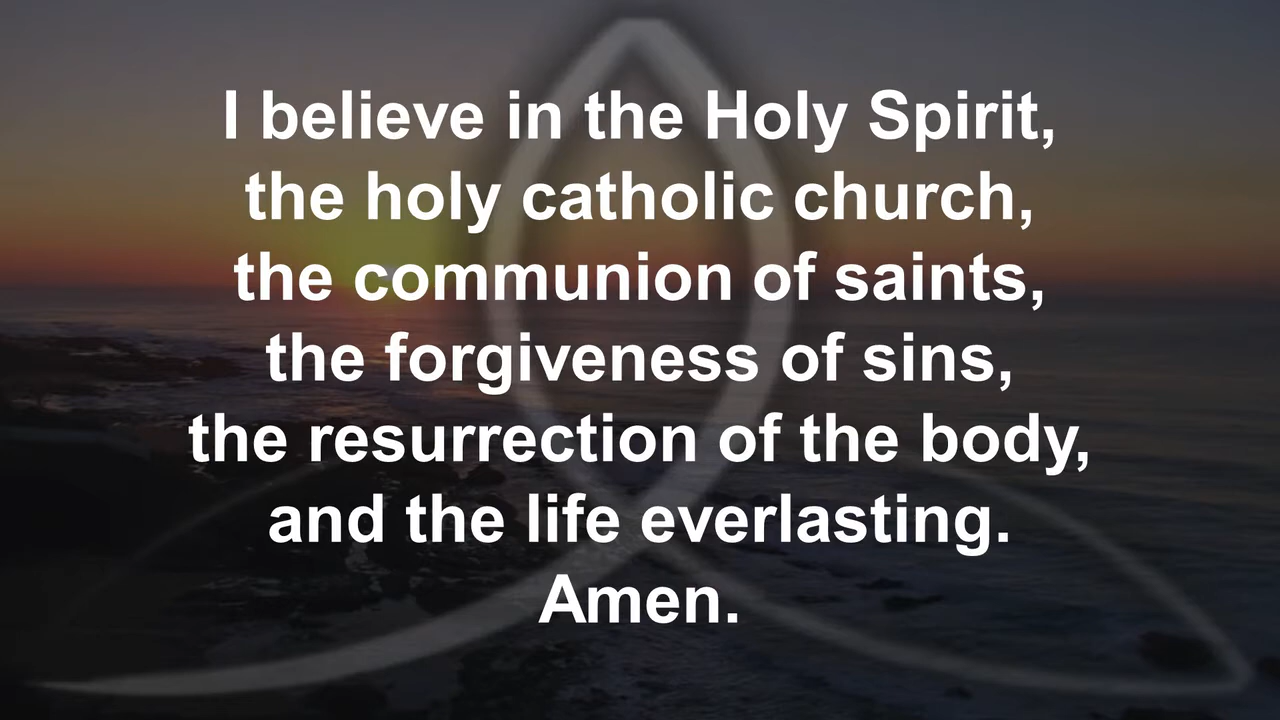 I believe in the Holy Spirit,
the holy catholic church,
the communion of saints,
the forgiveness of sins,
the resurrection of the body,
and the life everlasting.
Amen.